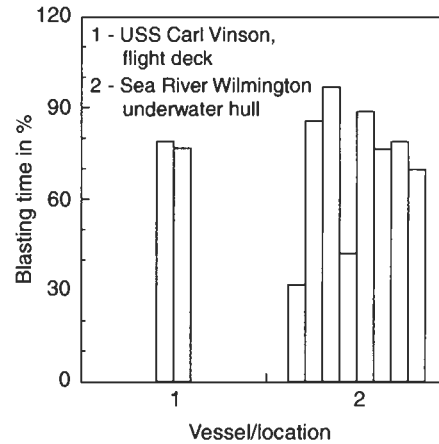 120
90
60
30
0
Blasting time in %
1 - USS Carl Vinson,
flight deck
2 - Sea River Wilmington
underwater hull
1
2
Vessel/location